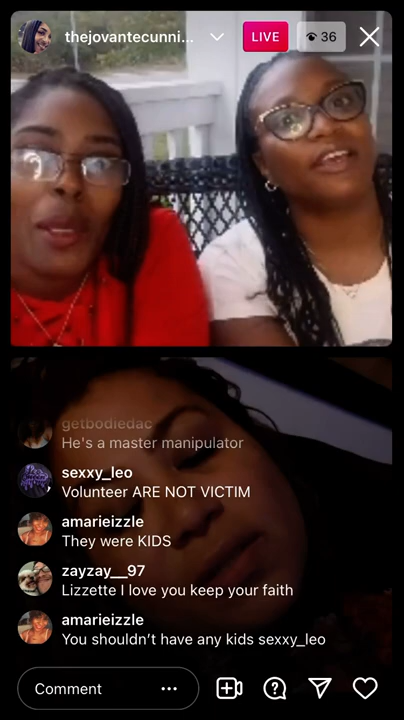 thejovantecunni...
LIVE
36
getbodiedac
He's a master manipulator
sexxy_leo
Volunteer ARE NOT VICTIM
amarieizzle
They were KIDS
zayzay__97
Lizzette I love you keep your faith
amarieizzle
You shouldn't have any kids sexxy_leo
Comment